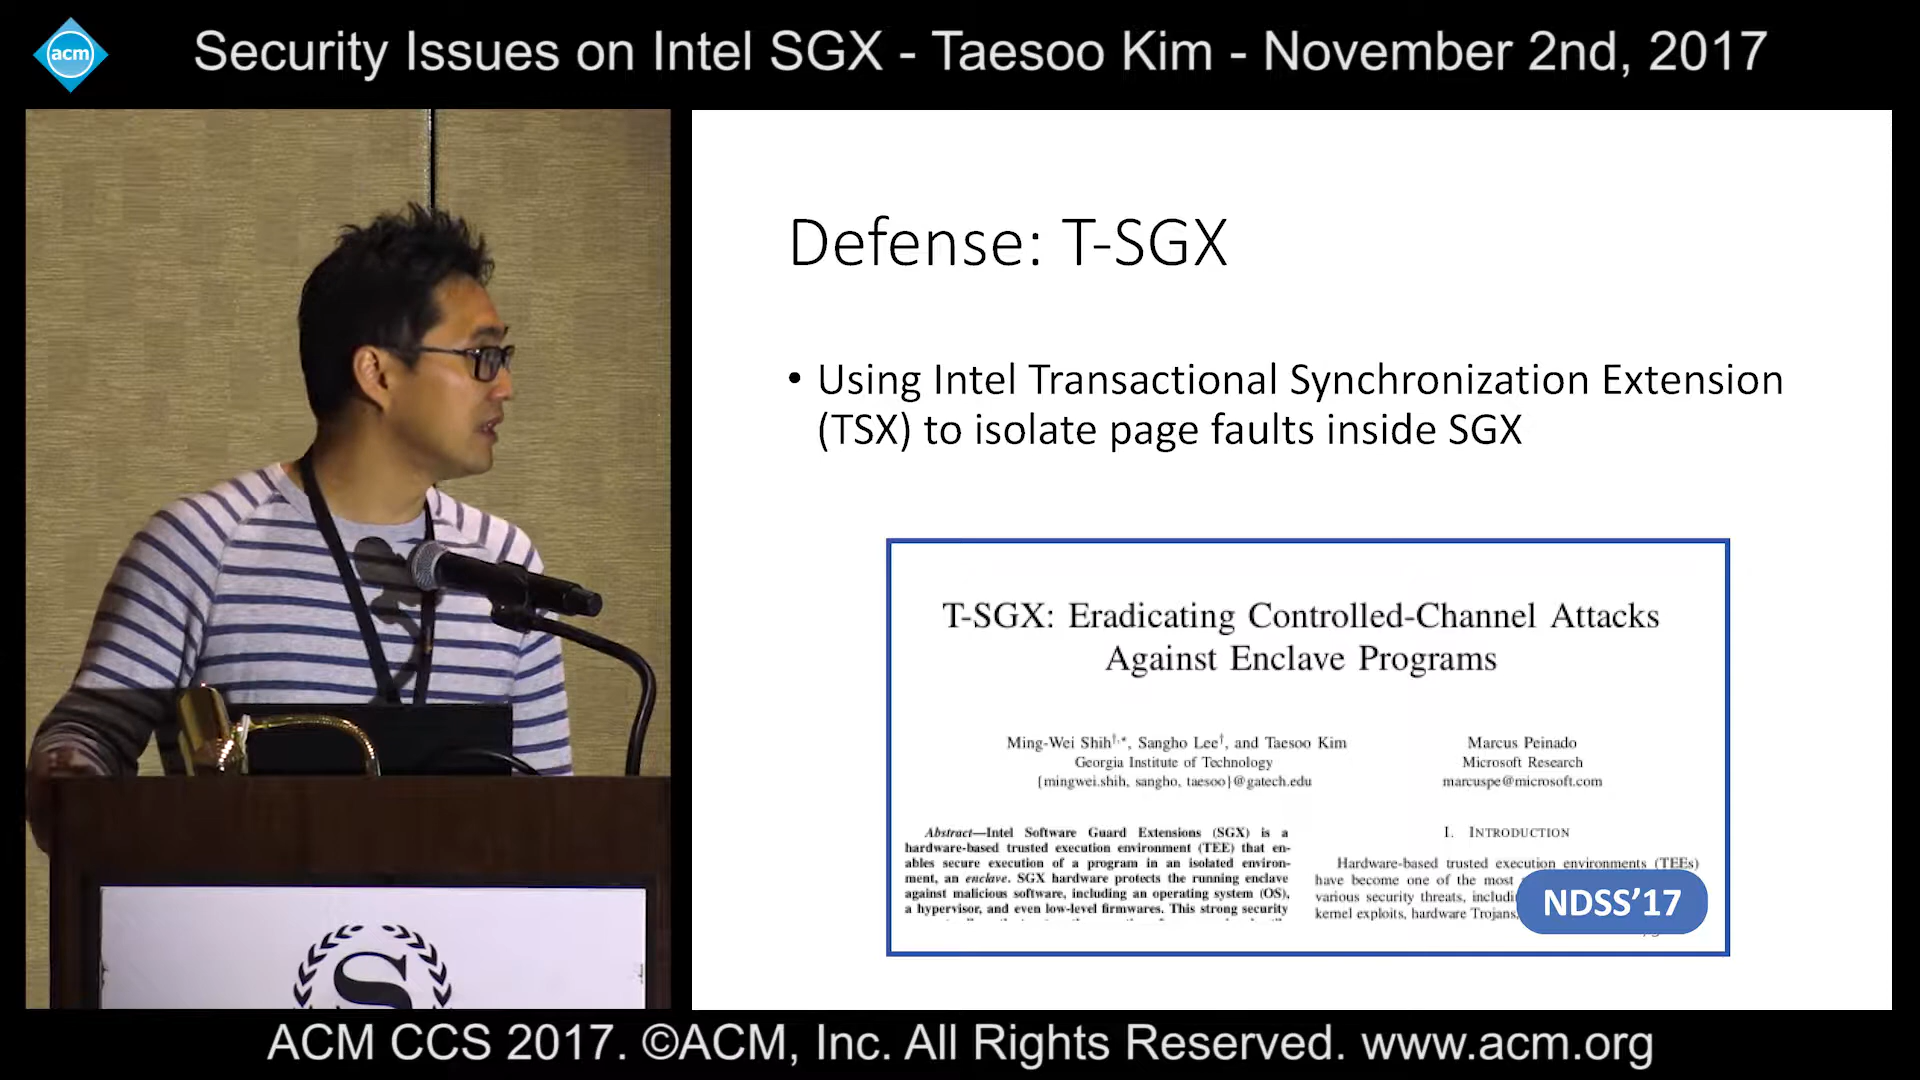 acm
Security Issues on Intel SGX - Taesoo Kim - November 2nd, 2017
Defense: T-SGX
• Using Intel Transactional Synchronization Extension
(TSX) to isolate page faults inside SGX
T-SGX: Eradicating Controlled-Channel Attacks
Against Enclave Programs
Ming-Wei Shih†,*, Sangho Lee†, and Taesoo Kim
Georgia Institute of Technology
{mingwei.shih, sangho, taesoo}@gatech.edu
Marcus Peinado
Microsoft Research
marcuspe@microsoft.com
Abstract—Intel Software Guard Extensions (SGX) is a
hardware-based trusted execution environment (TEE) that en-
ables secure execution of a program in an isolated environ-
ment, an enclave. SGX hardware protects the running enclave
against malicious software, including an operating system (OS),
a hypervisor, and even low-level firmwares. This strong security
I. INTRODUCTION
Hardware-based trusted execution environments (TEEs)
have become one of the most
various security threats, includi
kernel exploits, hardware Trojans,
NDSS'17
S
ACM CCS 2017. ©ACM, Inc. All Rights Reserved. www.acm.org